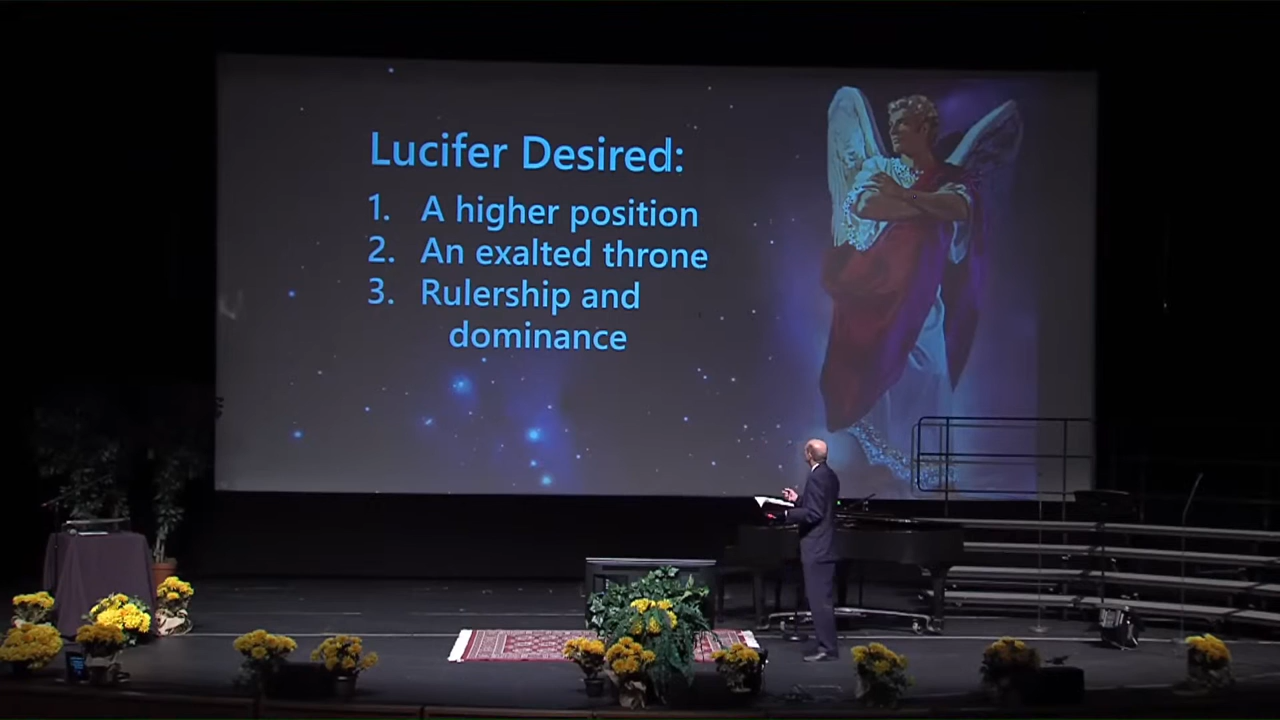 Lucifer Desired:
1. A higher position
2. An exalted throne
3. Rulership and
dominance